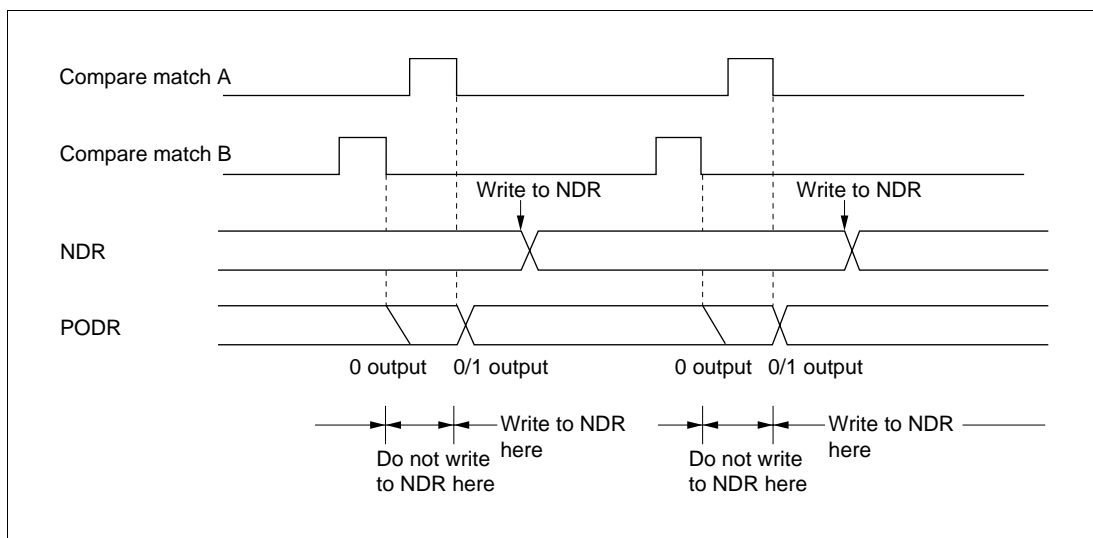 Compare match A
Compare match B
Write to NDR Write to NDR
NDR
PODR
0 output 0/1 output 0 output 0/1 output
Write to NDR here
Do not write to NDR here
Write to NDR here
Do not write to NDR here